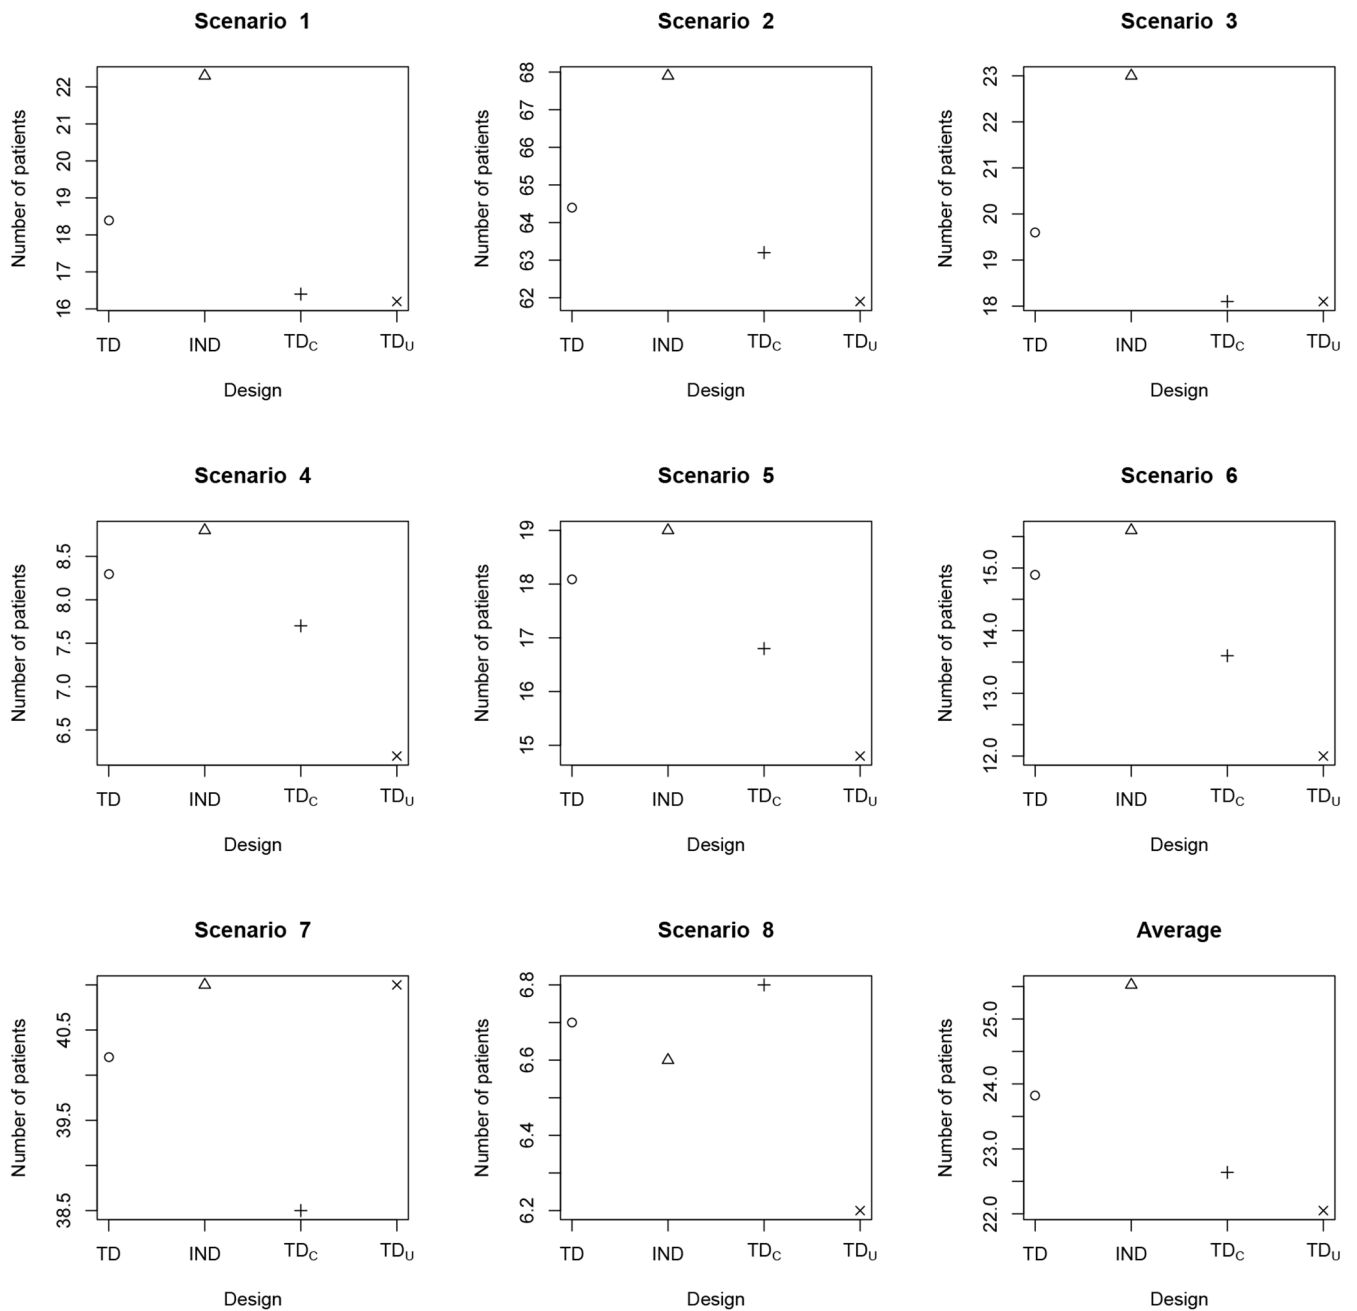 Scenario 1
Number of patients
22
21
20
19
18
17
16
TD IND TDC TDU
Design
Scenario 2
Number of patients
68
67
66
65
64
63
62
TD IND TDC TDU
Design
Scenario 3
Number of patients
23
22
21
20
19
18
TD IND TDC TDU
Design
Scenario 4
Number of patients
8.5
8.0
7.5
7.0
6.5
TD IND TDC TDU
Design
Scenario 5
Number of patients
19
18
17
16
15
TD IND TDC TDU
Design
Scenario 6
Number of patients
15.0
14.0
13.0
12.0
TD IND TDC TDU
Design
Scenario 7
Number of patients
40.5
39.5
38.5
TD IND TDC TDU
Design
Scenario 8
Number of patients
6.8
6.6
6.4
6.2
TD IND TDC TDU
Design
Average
Number of patients
25.0
24.0
23.0
22.0
TD IND TDC TDU
Design